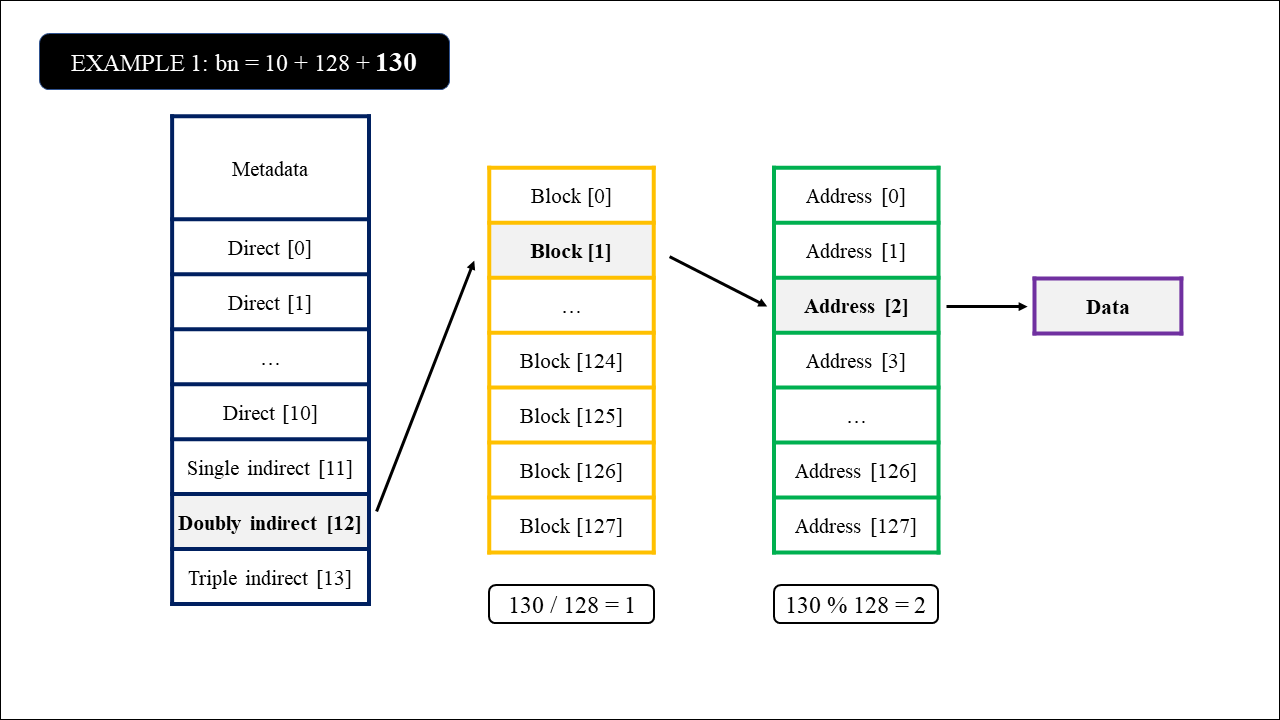 EXAMPLE 1: bn = 10 + 128 + 130
Metadata
Direct [0]
Direct [1]
…
Direct [10]
Single indirect [11]
Doubly indirect [12]
Triple indirect [13]
Block [0]
Block [1]
…
Block [124]
Block [125]
Block [126]
Block [127]
130 / 128 = 1
Address [0]
Address [1]
Address [2]
Address [3]
…
Address [126]
Address [127]
130 % 128 = 2
Data